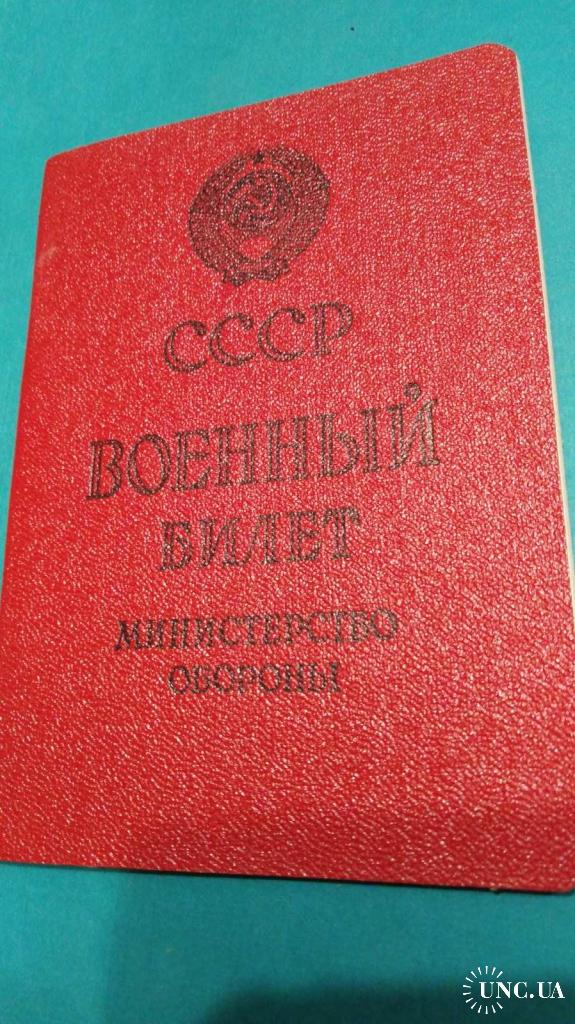 СССР
ВОЕННЫЙ
БИЛЕТ
МИНИСТЕРСТВО
ОБОРОНЫ
UNC.UA